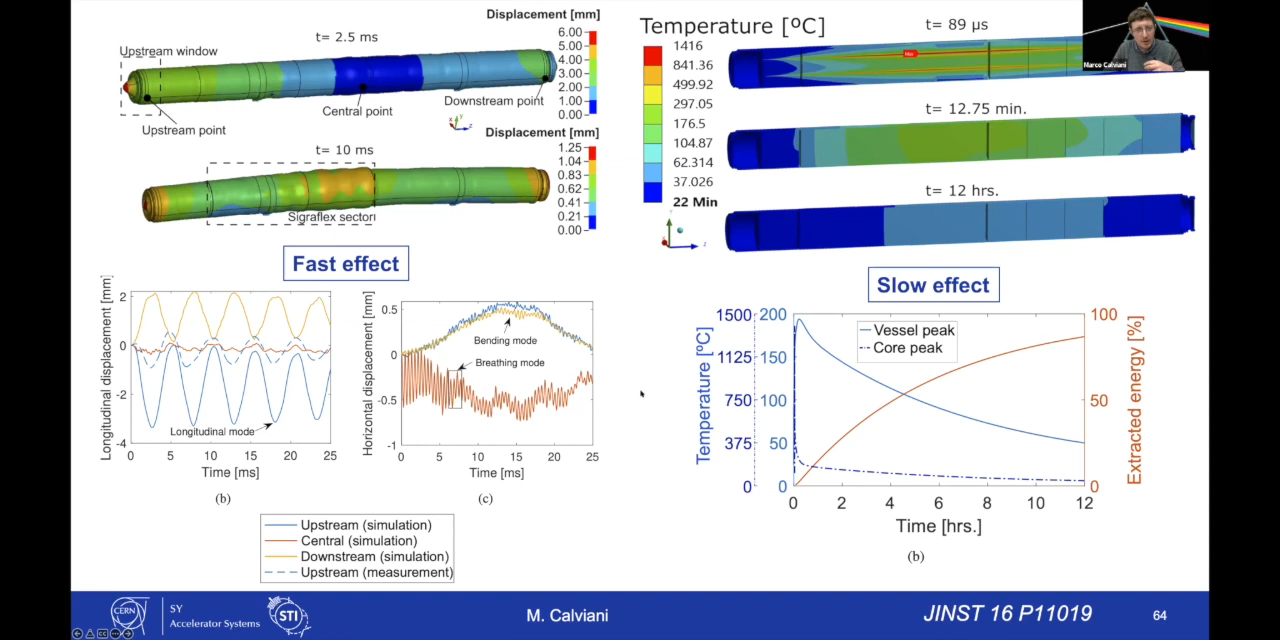 Displacement [mm]
t= 2.5 ms
6.00
5.00
4.00
3.00
2.00
1.00
0.00
Upstream window
Downstream point
Central point
Upstream point
Displacement [mm]
t= 10 ms
1.25
1.04
0.83
0.62
0.41
0.21
0.00
Sigraflex sectori
Fast effect
Longitudinal displacement [mm]
2
0
-2
-4
Longitudinal mode
0
5
10
15
20
25
Time [ms]
(b)
Horizontal displacement [mm]
0.5
0
-0.5
-1
Bending mode
Breathing mode
0
5
10
15
20
25
Time [ms]
(c)
Upstream (simulation)
Central (simulation)
Downstream (simulation)
Upstream (measurement)
Temperature [ºC]
1416
841.36
499.92
297.05
176.5
104.87
62.314
37.026
22 Min
t= 89 µs
t= 12.75 min.
t= 12 hrs.
Marco Calviani
Slow effect
Temperature [ºC]
1500
1125
750
375
0
200
150
100
50
0
Vessel peak
Core peak
100
50
0
Extracted energy [%]
0
2
4
6
8
10
12
Time [hrs.]
(b)
CERN
SY
Accelerator Systems
STI
M. Calviani
JINST 16 P11019
64